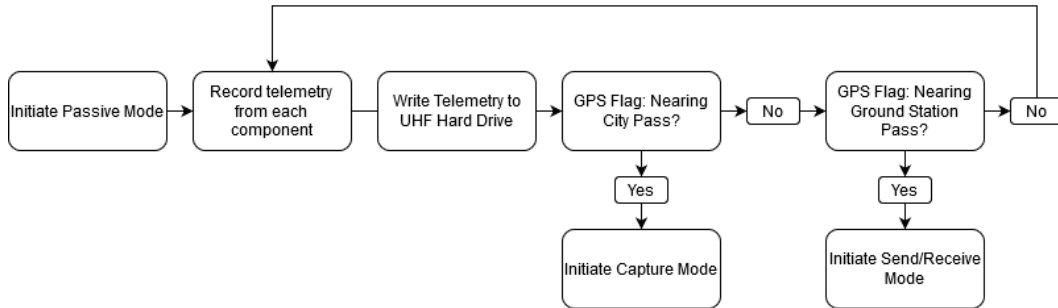 Initiate Passive Mode
Record telemetry
from each
component
Write Telemetry to
UHF Hard Drive
GPS Flag: Nearing
City Pass?
No
GPS Flag: Nearing
Ground Station
Pass?
No
Yes
Yes
Initiate Capture Mode
Initiate Send/Receive
Mode